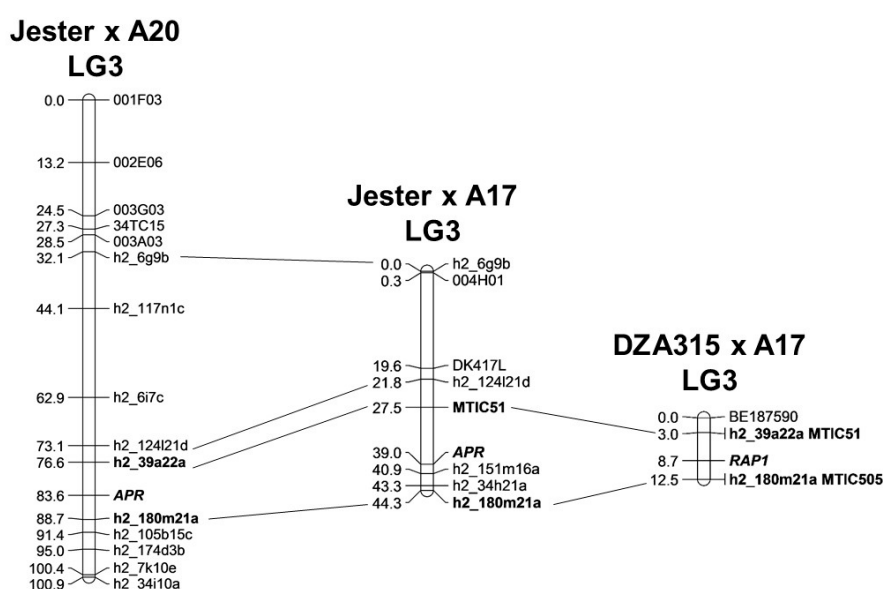 Jester x A20
LG3
0.0 001F03
13.2 002E06
24.5 003G03
27.3 34TC15
28.5 003A03
32.1 h2_6g9b
44.1 h2_117n1c
62.9 h2_6i7c
73.1 h2_124l21d
76.6 h2_39a22a
83.6 APR
88.7 h2_180m21a
91.4 h2_105b15c
95.0 h2_174d3b
100.4 h2_7k10e
100.9 h2_34i10a
Jester x A17
LG3
0.0 h2_6g9b
0.3 004H01
19.6 DK417L
21.8 h2_124l21d
27.5 MTIC51
39.0 APR
40.9 h2_151m16a
43.3 h2_34h21a
44.3 h2_180m21a
DZA315 x A17
LG3
0.0 BE187590
3.0 h2_39a22a MTIC51
8.7 RAP1
12.5 h2_180m21a MTIC505